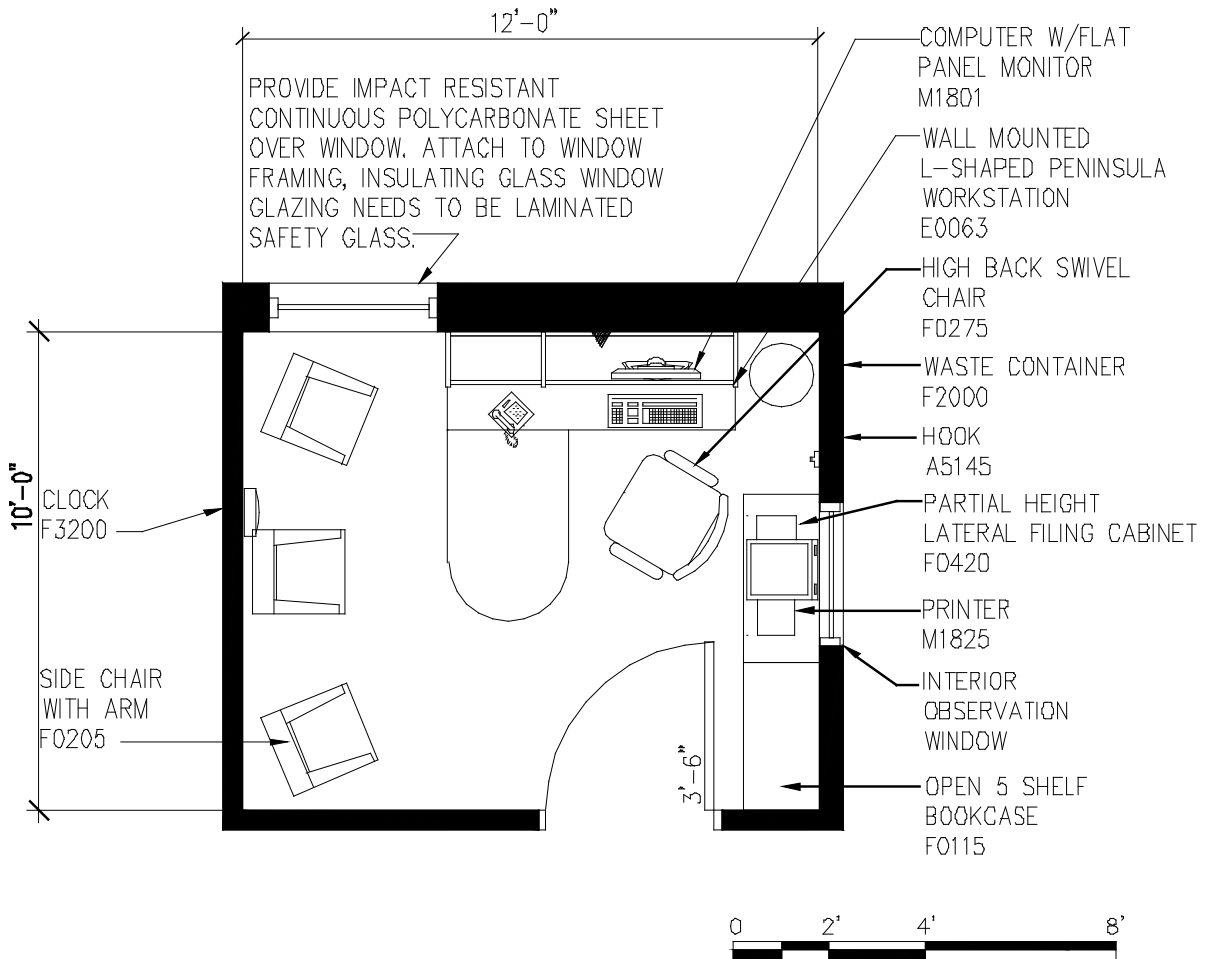 12'-0"
PROVIDE IMPACT RESISTANT
CONTINUOUS POLYCARBONATE SHEET
OVER WINDOW. ATTACH TO WINDOW
FRAMING, INSULATING GLASS WINDOW
GLAZING NEEDS TO BE LAMINATED
SAFETY GLASS.
COMPUTER W/FLAT
PANEL MONITOR
M1801
WALL MOUNTED
L-SHAPED PENINSULA
WORKSTATION
E0063
HIGH BACK SWIVEL
CHAIR
F0275
WASTE CONTAINER
F2000
HOOK
A5145
PARTIAL HEIGHT
LATERAL FILING CABINET
F0420
PRINTER
M1825
INTERIOR
OBSERVATION
WINDOW
OPEN 5 SHELF
BOOKCASE
F0115
10'-0"
CLOCK
F3200
SIDE CHAIR
WITH ARM
F0205
3'-6"
0 2' 4' 8'